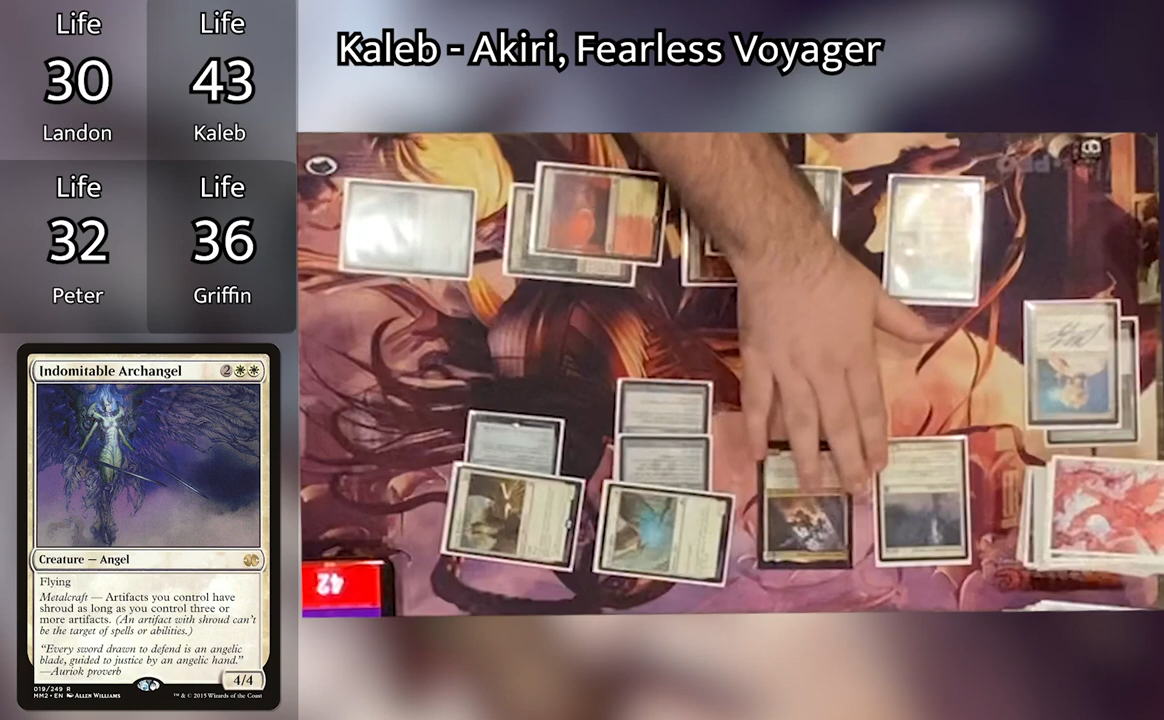 Life
30
Landon
Life
43
Kaleb
Life
32
Peter
Life
36
Griffin
Kaleb - Akiri, Fearless Voyager
Indomitable Archangel 2
Creature — Angel
Flying
Metalcraft — Artifacts you control have
shroud as long as you control three or
more artifacts. (An artifact with shroud can't
be the target of spells or abilities.)
"Every sword drawn to defend is an angelic
blade, guided to justice by an angelic hand."
—Auriok proverb
4/4
019/249 R
MM2 • EN ALLEN WILLIAMS
™ & © 2015 Wizards of the Coast
42